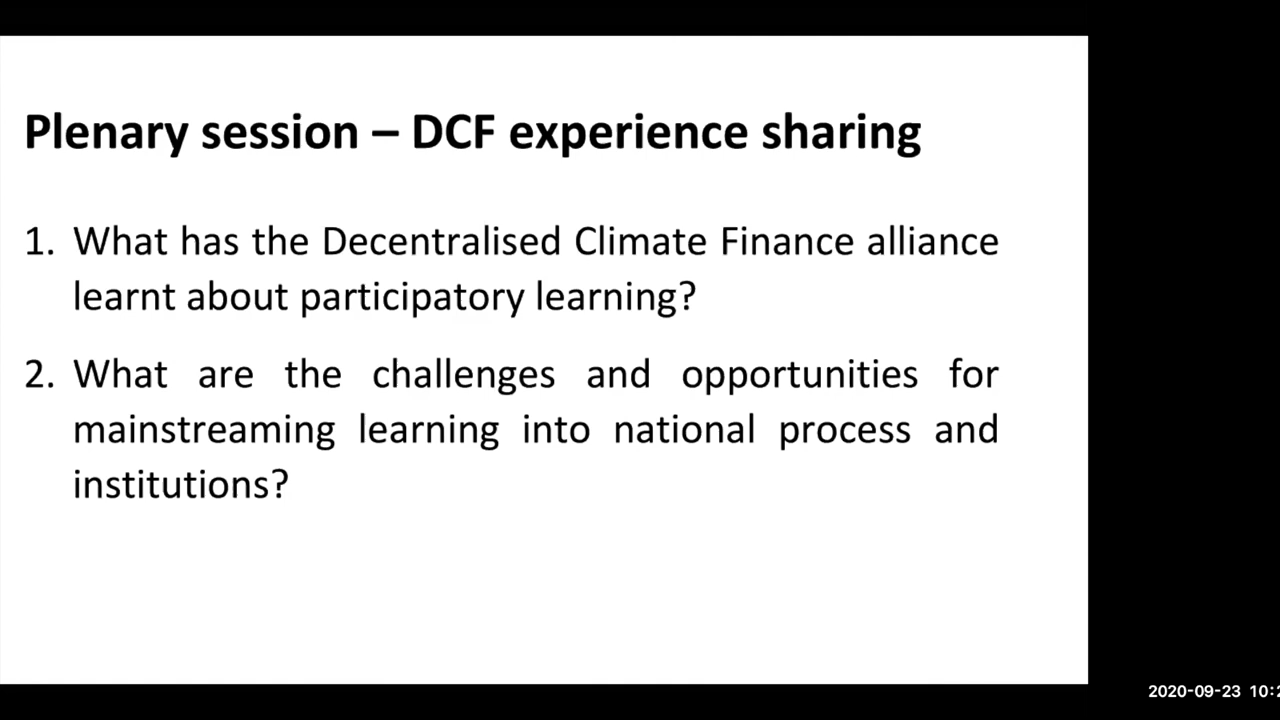 Plenary session – DCF experience sharing
1. What has the Decentralised Climate Finance alliance
learnt about participatory learning?
2. What are the challenges and opportunities for
mainstreaming learning into national process and
institutions?
2020-09-23 10:2